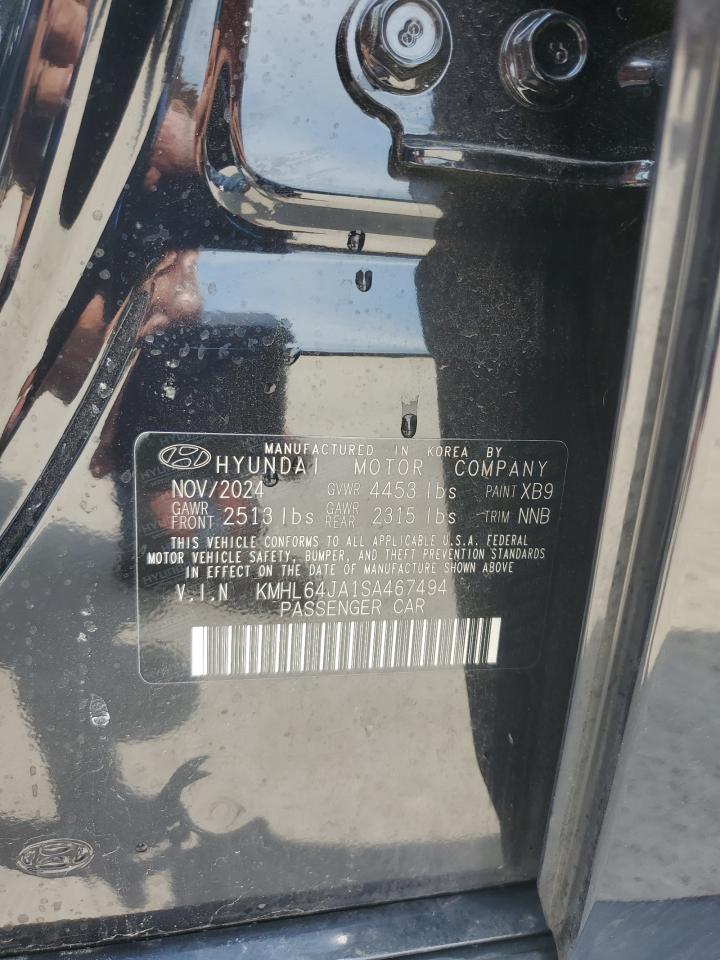 MANUFACTURED IN KOREA BY
HYUNDAI MOTOR COMPANY
NOV/2024 GVWR 4453 lbs PAINT XB9
GAWR FRONT 2513 lbs GAWR REAR 2315 lbs TRIM NNB
THIS VEHICLE CONFORMS TO ALL APPLICABLE U.S.A. FEDERAL
MOTOR VEHICLE SAFETY, BUMPER, AND THEFT PREVENTION STANDARDS
IN EFFECT ON THE DATE OF MANUFACTURE SHOWN ABOVE
V.I.N KMHL64JA1SA467494
PASSENGER CAR